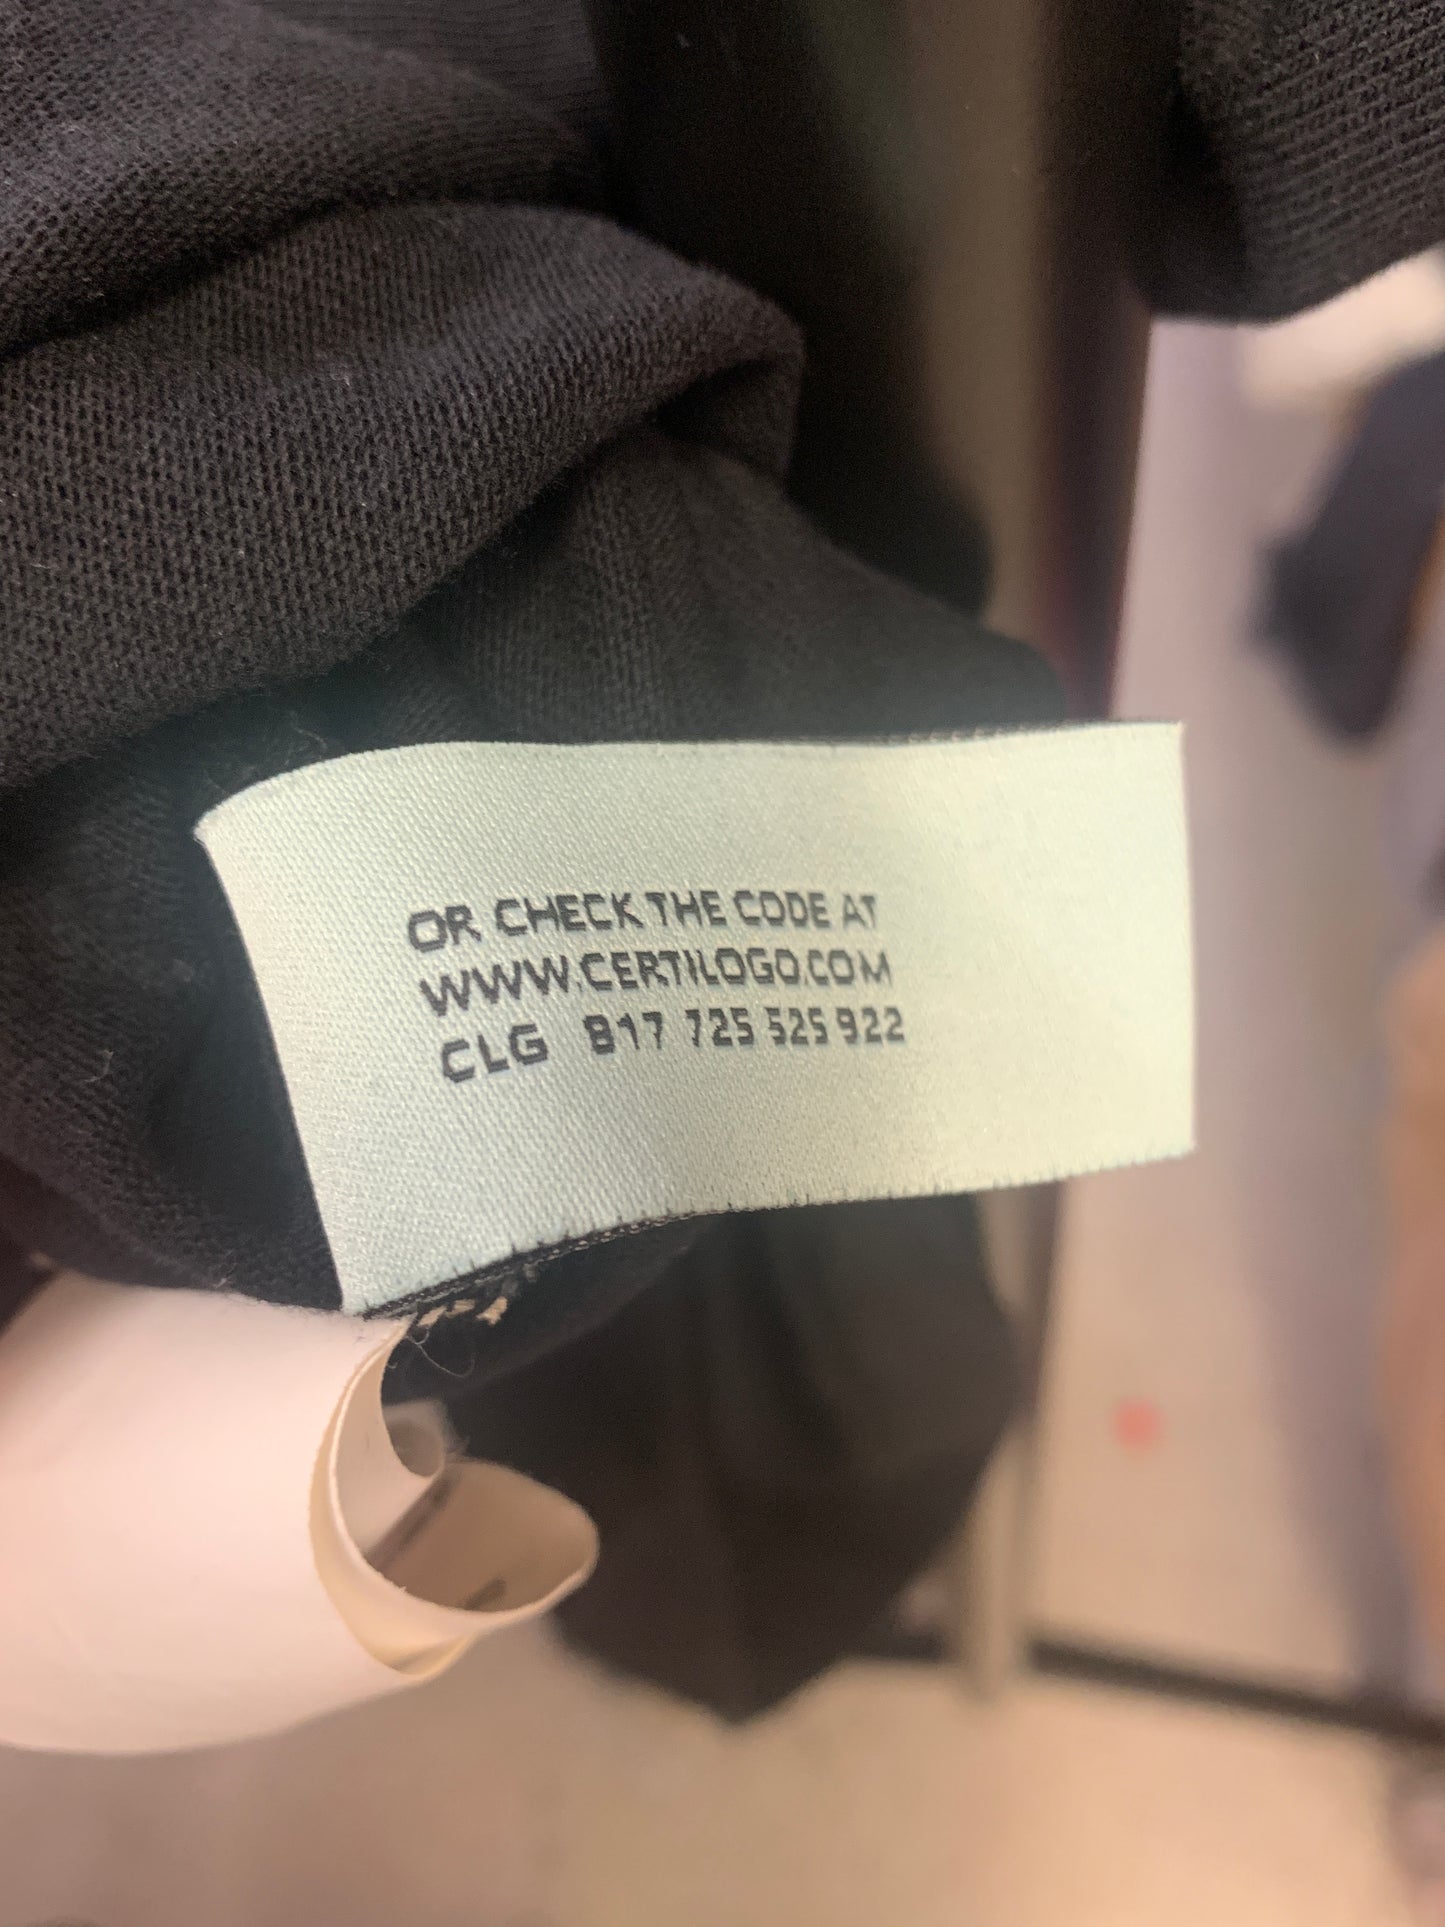 OR CHECK THE CODE AT
WWW.CERTILOGO.COM
CLG 817 725 525 922